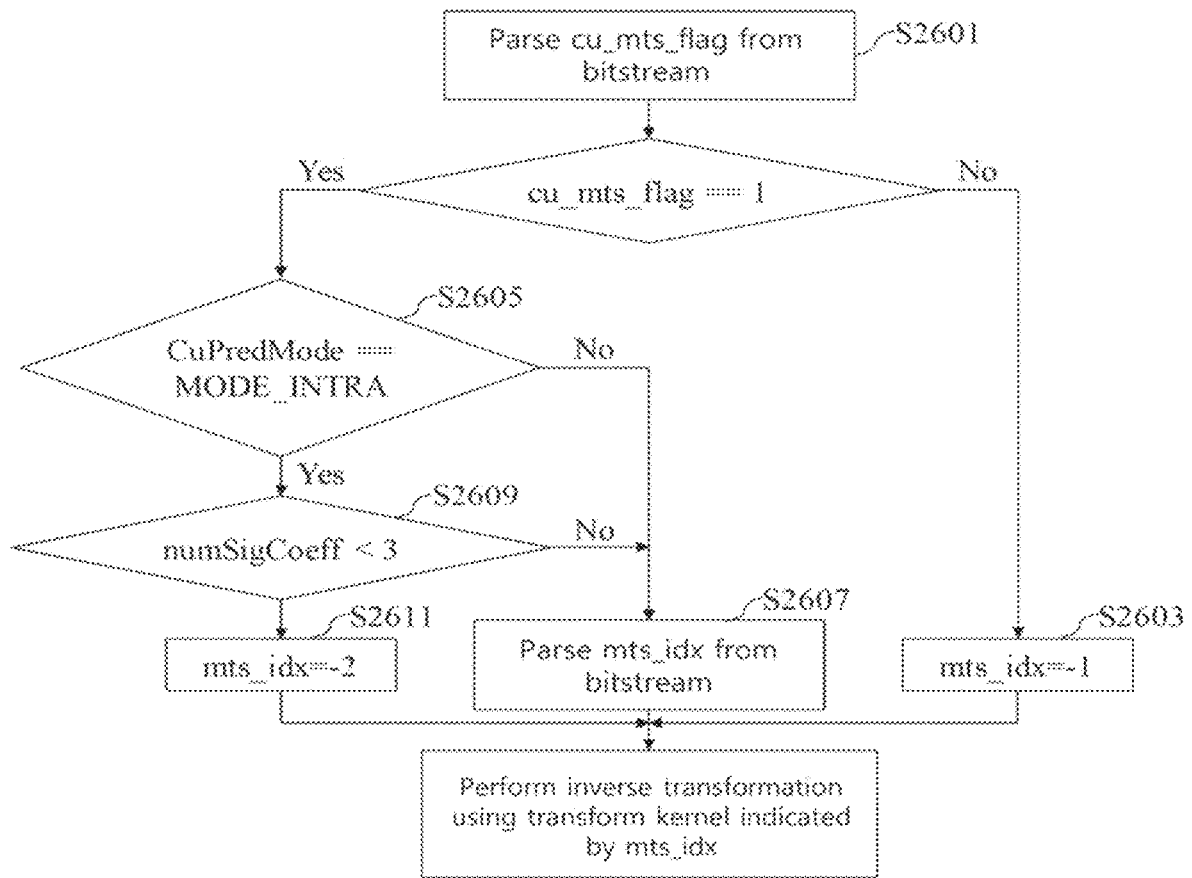 Parse cu_mts_flag from
bitstream
S2601
Yes
cu_mts_flag == 1
No
S2605
CuPredMode ==
MODE_INTRA
No
Yes
S2609
numSigCoeff < 3
No
S2611
mts_idx=-2
S2607
Parse mts_idx from
bitstream
S2603
mts_idx=-1
Perform inverse transformation
using transform kernel indicated
by mts_idx